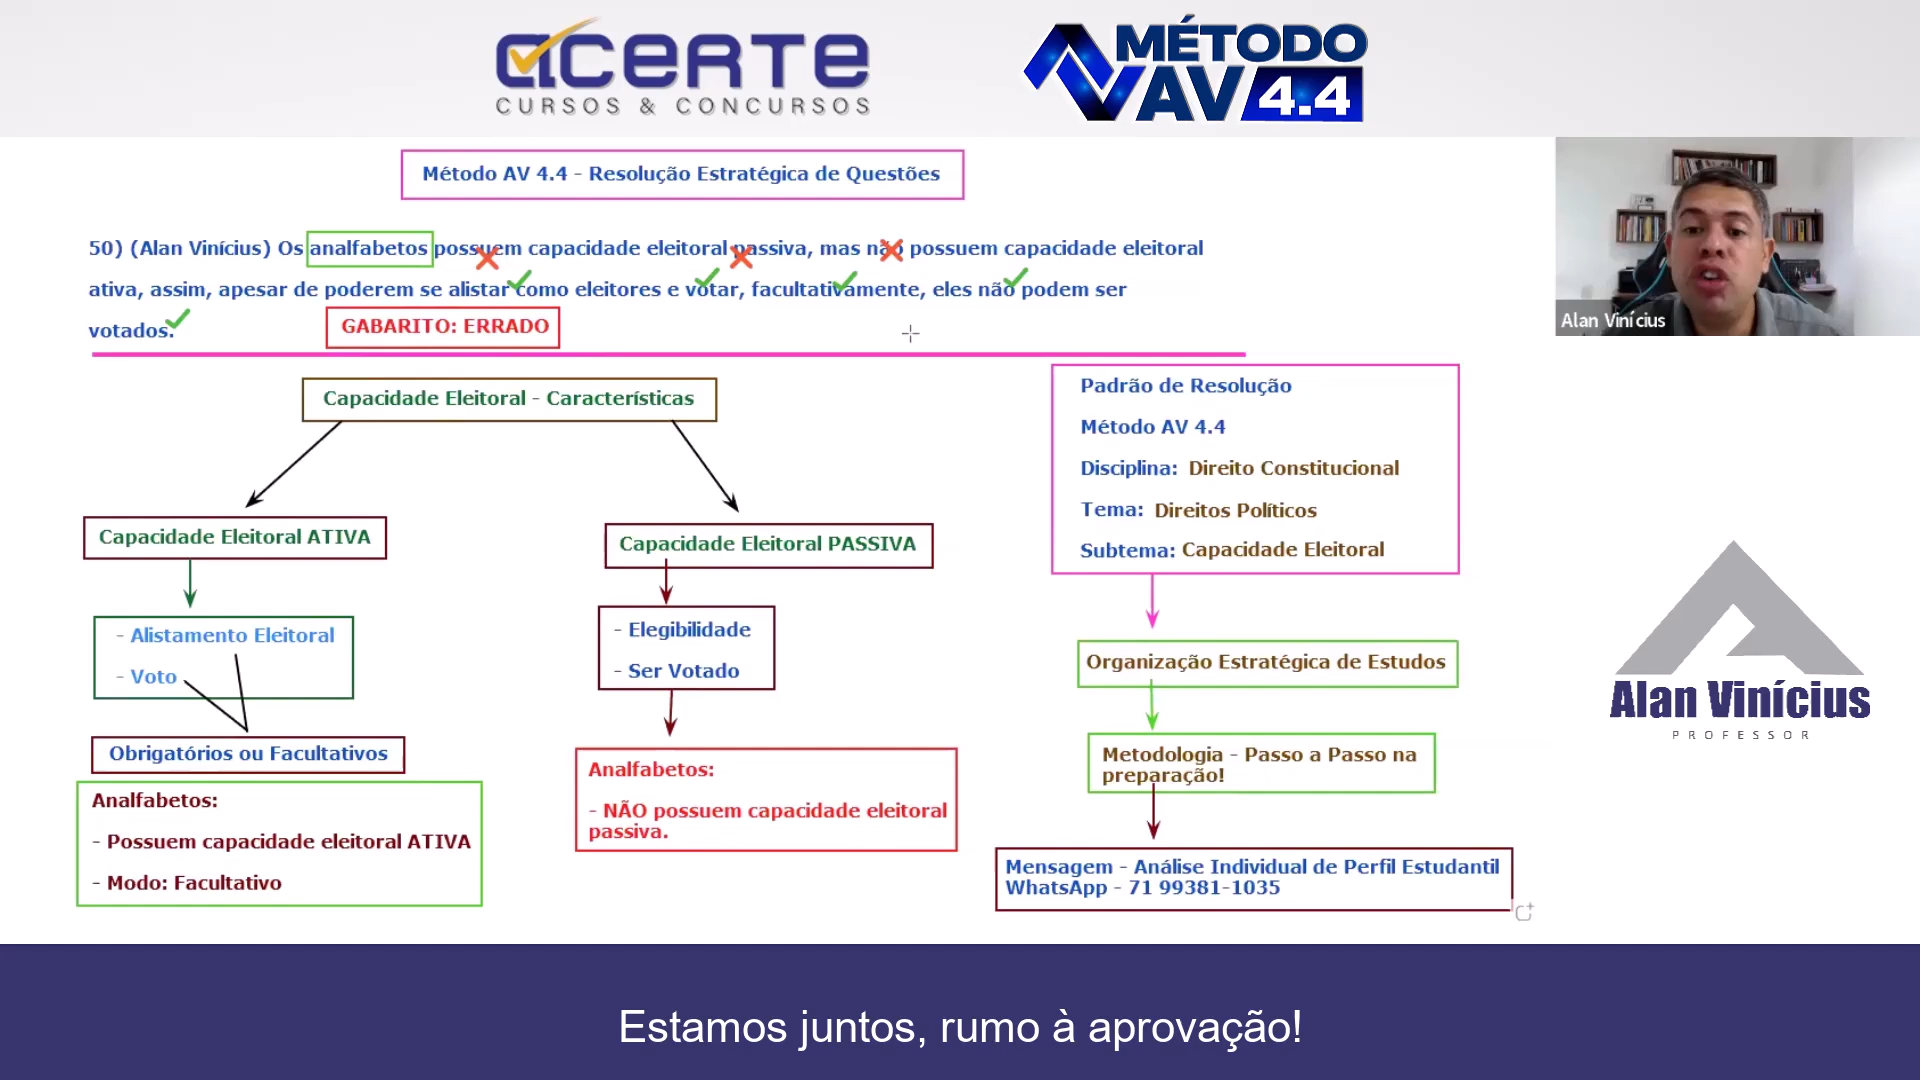 acerte
CURSOS & CONCURSOS
MÉTODO
AV 4.4
Método AV 4.4 - Resolução Estratégica de Questões
50) (Alan Vinícius) Os analfabetos possuem capacidade eleitoral passiva, mas não possuem capacidade eleitoral
ativa, assim, apesar de poderem se alistar como eleitores e votar, facultativamente, eles não podem ser
votados.
GABARITO: ERRADO
Alan Vinícius
Capacidade Eleitoral - Características
Capacidade Eleitoral ATIVA
- Alistamento Eleitoral
- Voto
Obrigatórios ou Facultativos
Analfabetos:
- Possuem capacidade eleitoral ATIVA
- Modo: Facultativo
Capacidade Eleitoral PASSIVA
- Elegibilidade
- Ser Votado
Analfabetos:
- NÃO possuem capacidade eleitoral
passiva.
Padrão de Resolução
Método AV 4.4
Disciplina: Direito Constitucional
Tema: Direitos Políticos
Subtema: Capacidade Eleitoral
Organização Estratégica de Estudos
Metodologia - Passo a Passo na
preparação!
Mensagem - Análise Individual de Perfil Estudantil
WhatsApp - 71 99381-1035
Alan Vinícius
PROFESSOR
Estamos juntos, rumo à aprovação!